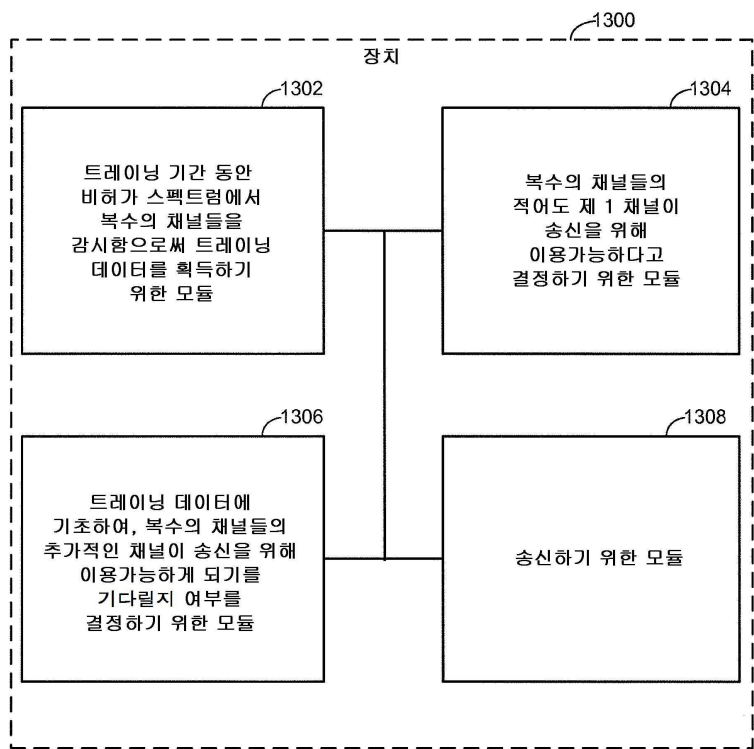 1300
장치
1302
트레이닝 기간 동안
비허가 스펙트럼에서
복수의 채널들을
감시함으로써 트레이닝
데이터를 획득하기
위한 모듈
1304
복수의 채널들의
적어도 제 1 채널이
송신을 위해
이용가능하다고
결정하기 위한 모듈
1306
트레이닝 데이터에
기초하여, 복수의 채널들의
추가적인 채널이 송신을 위해
이용가능하게 되기를
기다릴지 여부를
결정하기 위한 모듈
1308
송신하기 위한 모듈